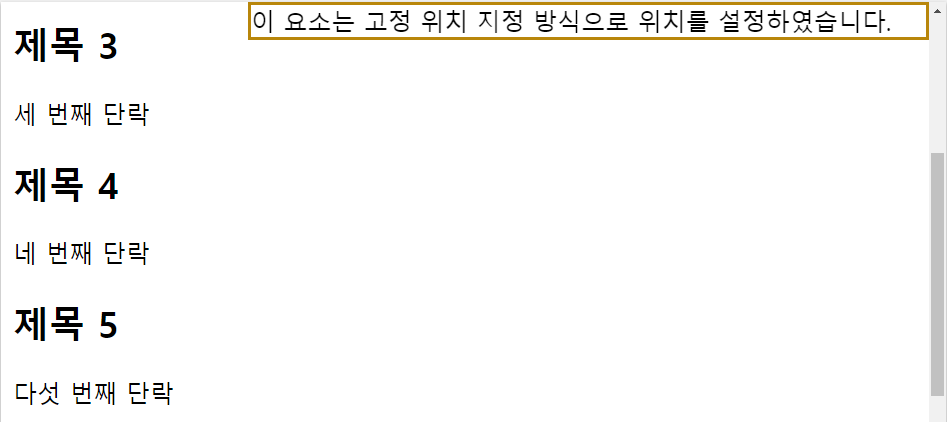 이 요소는 고정 위치 지정 방식으로 위치를 설정하였습니다.
제목 3
세 번째 단락
제목 4
네 번째 단락
제목 5
다섯 번째 단락